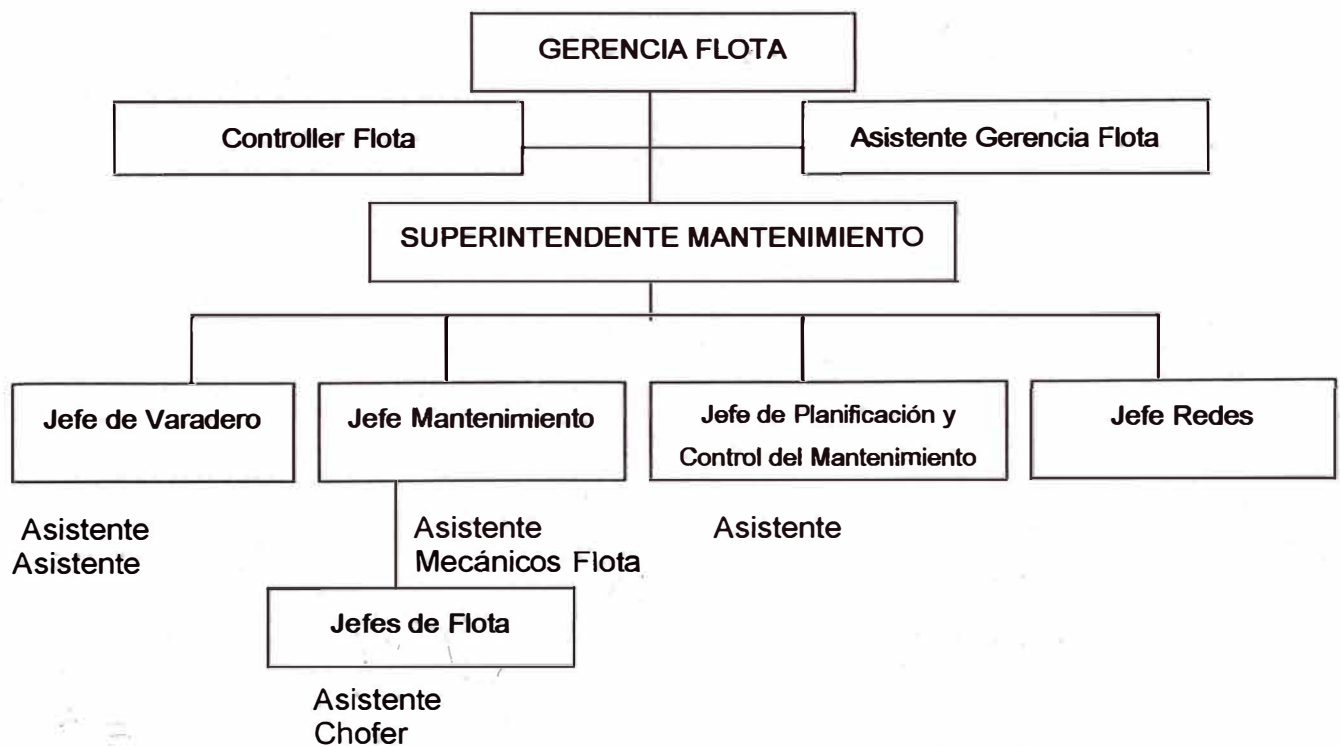 GERENCIA FLOTA
Controller Flota
Asistente Gerencia Flota
SUPERINTENDENTE MANTENIMIENTO
Jefe de Varadero
Jefe Mantenimiento
Jefe de Planificación y
Control del Mantenimiento
Jefe Redes
Asistente
Asistente
Asistente
Mecánicos Flota
Asistente
Jefes de Flota
Asistente
Chofer